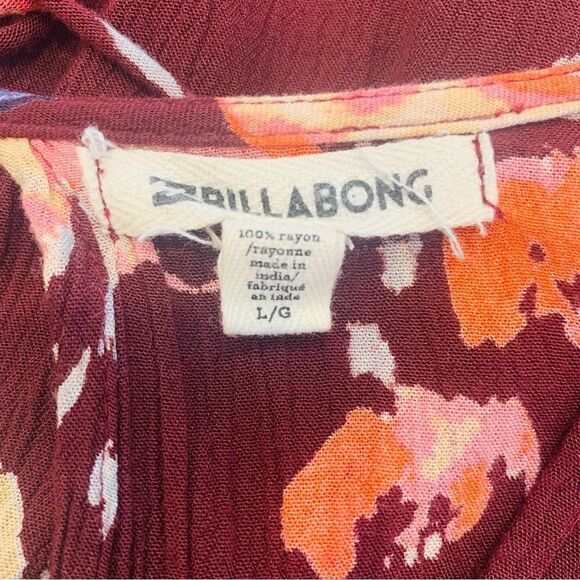 BILLABONG
100% rayon
/rayonne
made in
india/
fabriqué
en inde
L/G